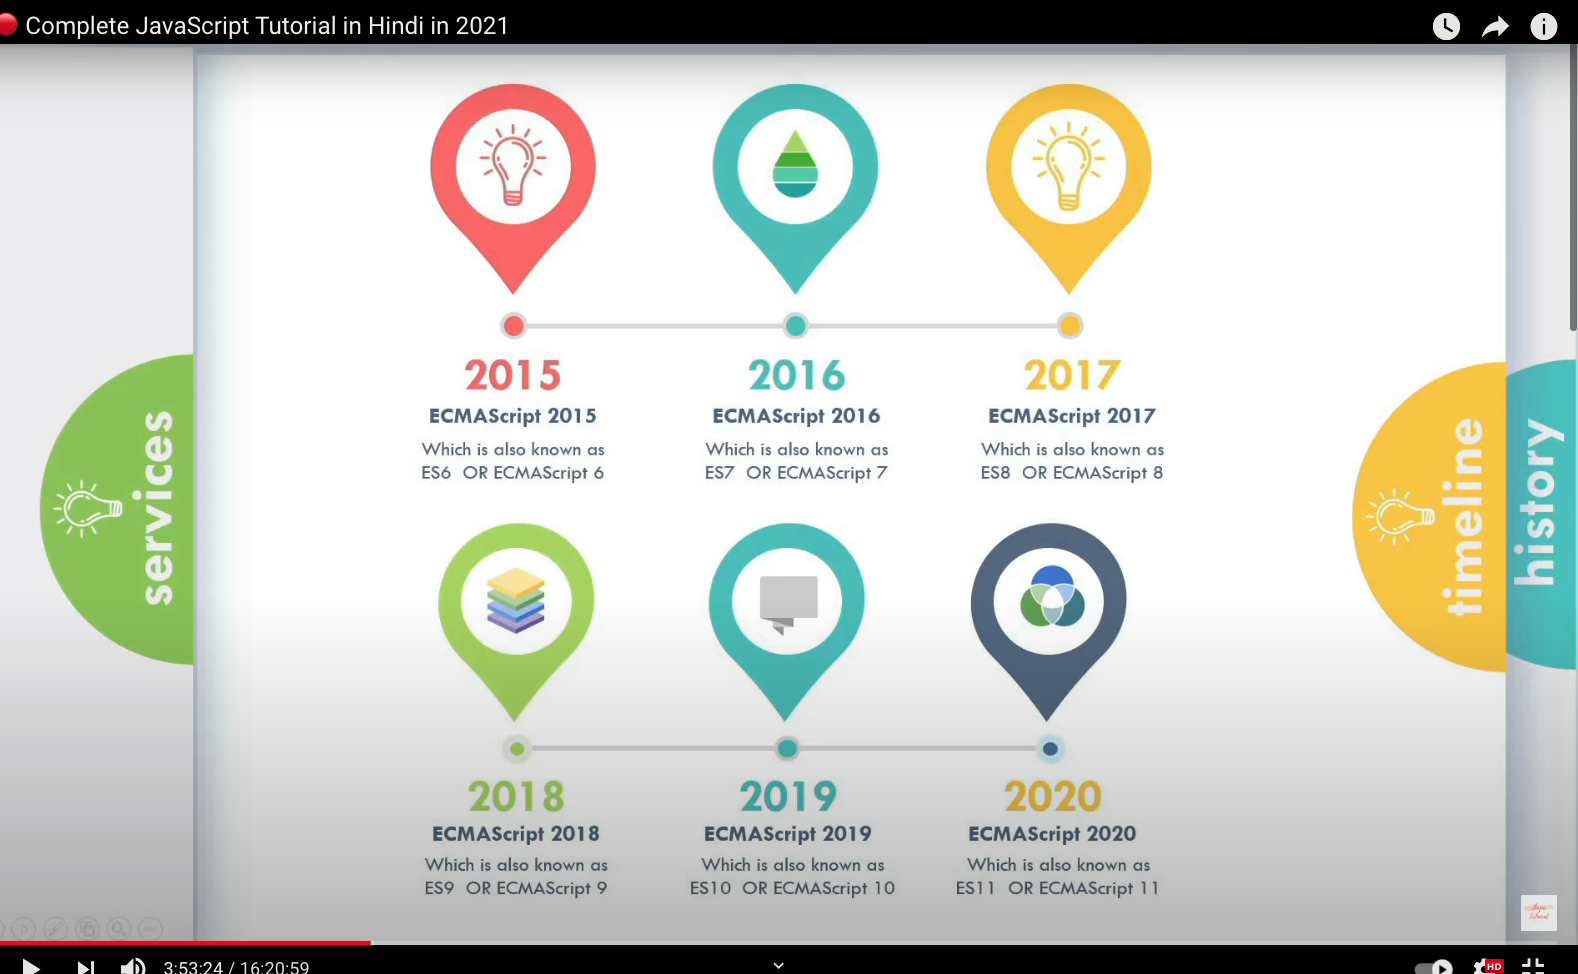 Complete JavaScript Tutorial in Hindi in 2021
services
2015
ECMAScript 2015
Which is also known as
ES6 OR ECMAScript 6
2016
ECMAScript 2016
Which is also known as
ES7 OR ECMAScript 7
2017
ECMAScript 2017
Which is also known as
ES8 OR ECMAScript 8
timeline
history
2018
ECMAScript 2018
Which is also known as
ES9 OR ECMAScript 9
2019
ECMAScript 2019
Which is also known as
ES10 OR ECMAScript 10
2020
ECMAScript 2020
Which is also known as
ES11 OR ECMAScript 11
3:53:24 / 16:20:59
HD